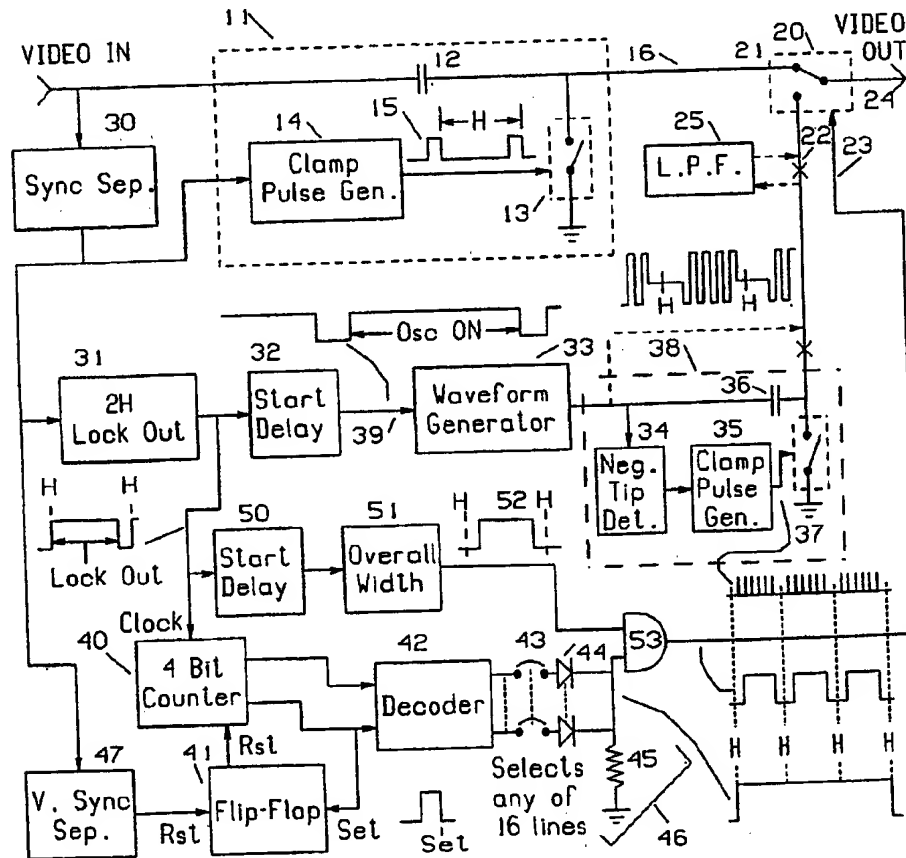 11
VIDEO IN
VIDEO
OUT
20
21
12
16
24
30
14
15
H
25
22
23
Sync Sep.
Clamp
Pulse Gen.
L.P.F.
13
H
H
Osc ON
31
32
33
38
36
2H
Lock Out
Start
Delay
39
Waveform
Generator
34
35
Neg.
Tip
Det.
Clamp
Pulse
Gen.
H
H
50
51
H
52
H
37
Lock Out
Start
Delay
Overall
Width
Clock
40
4 Bit
Counter
42
Decoder
43
44
53
Rst
45
H
H
H
H
47
41
V. Sync
Sep.
Rst
Flip-Flop
Set
Set
Selects
any of
16 lines
46